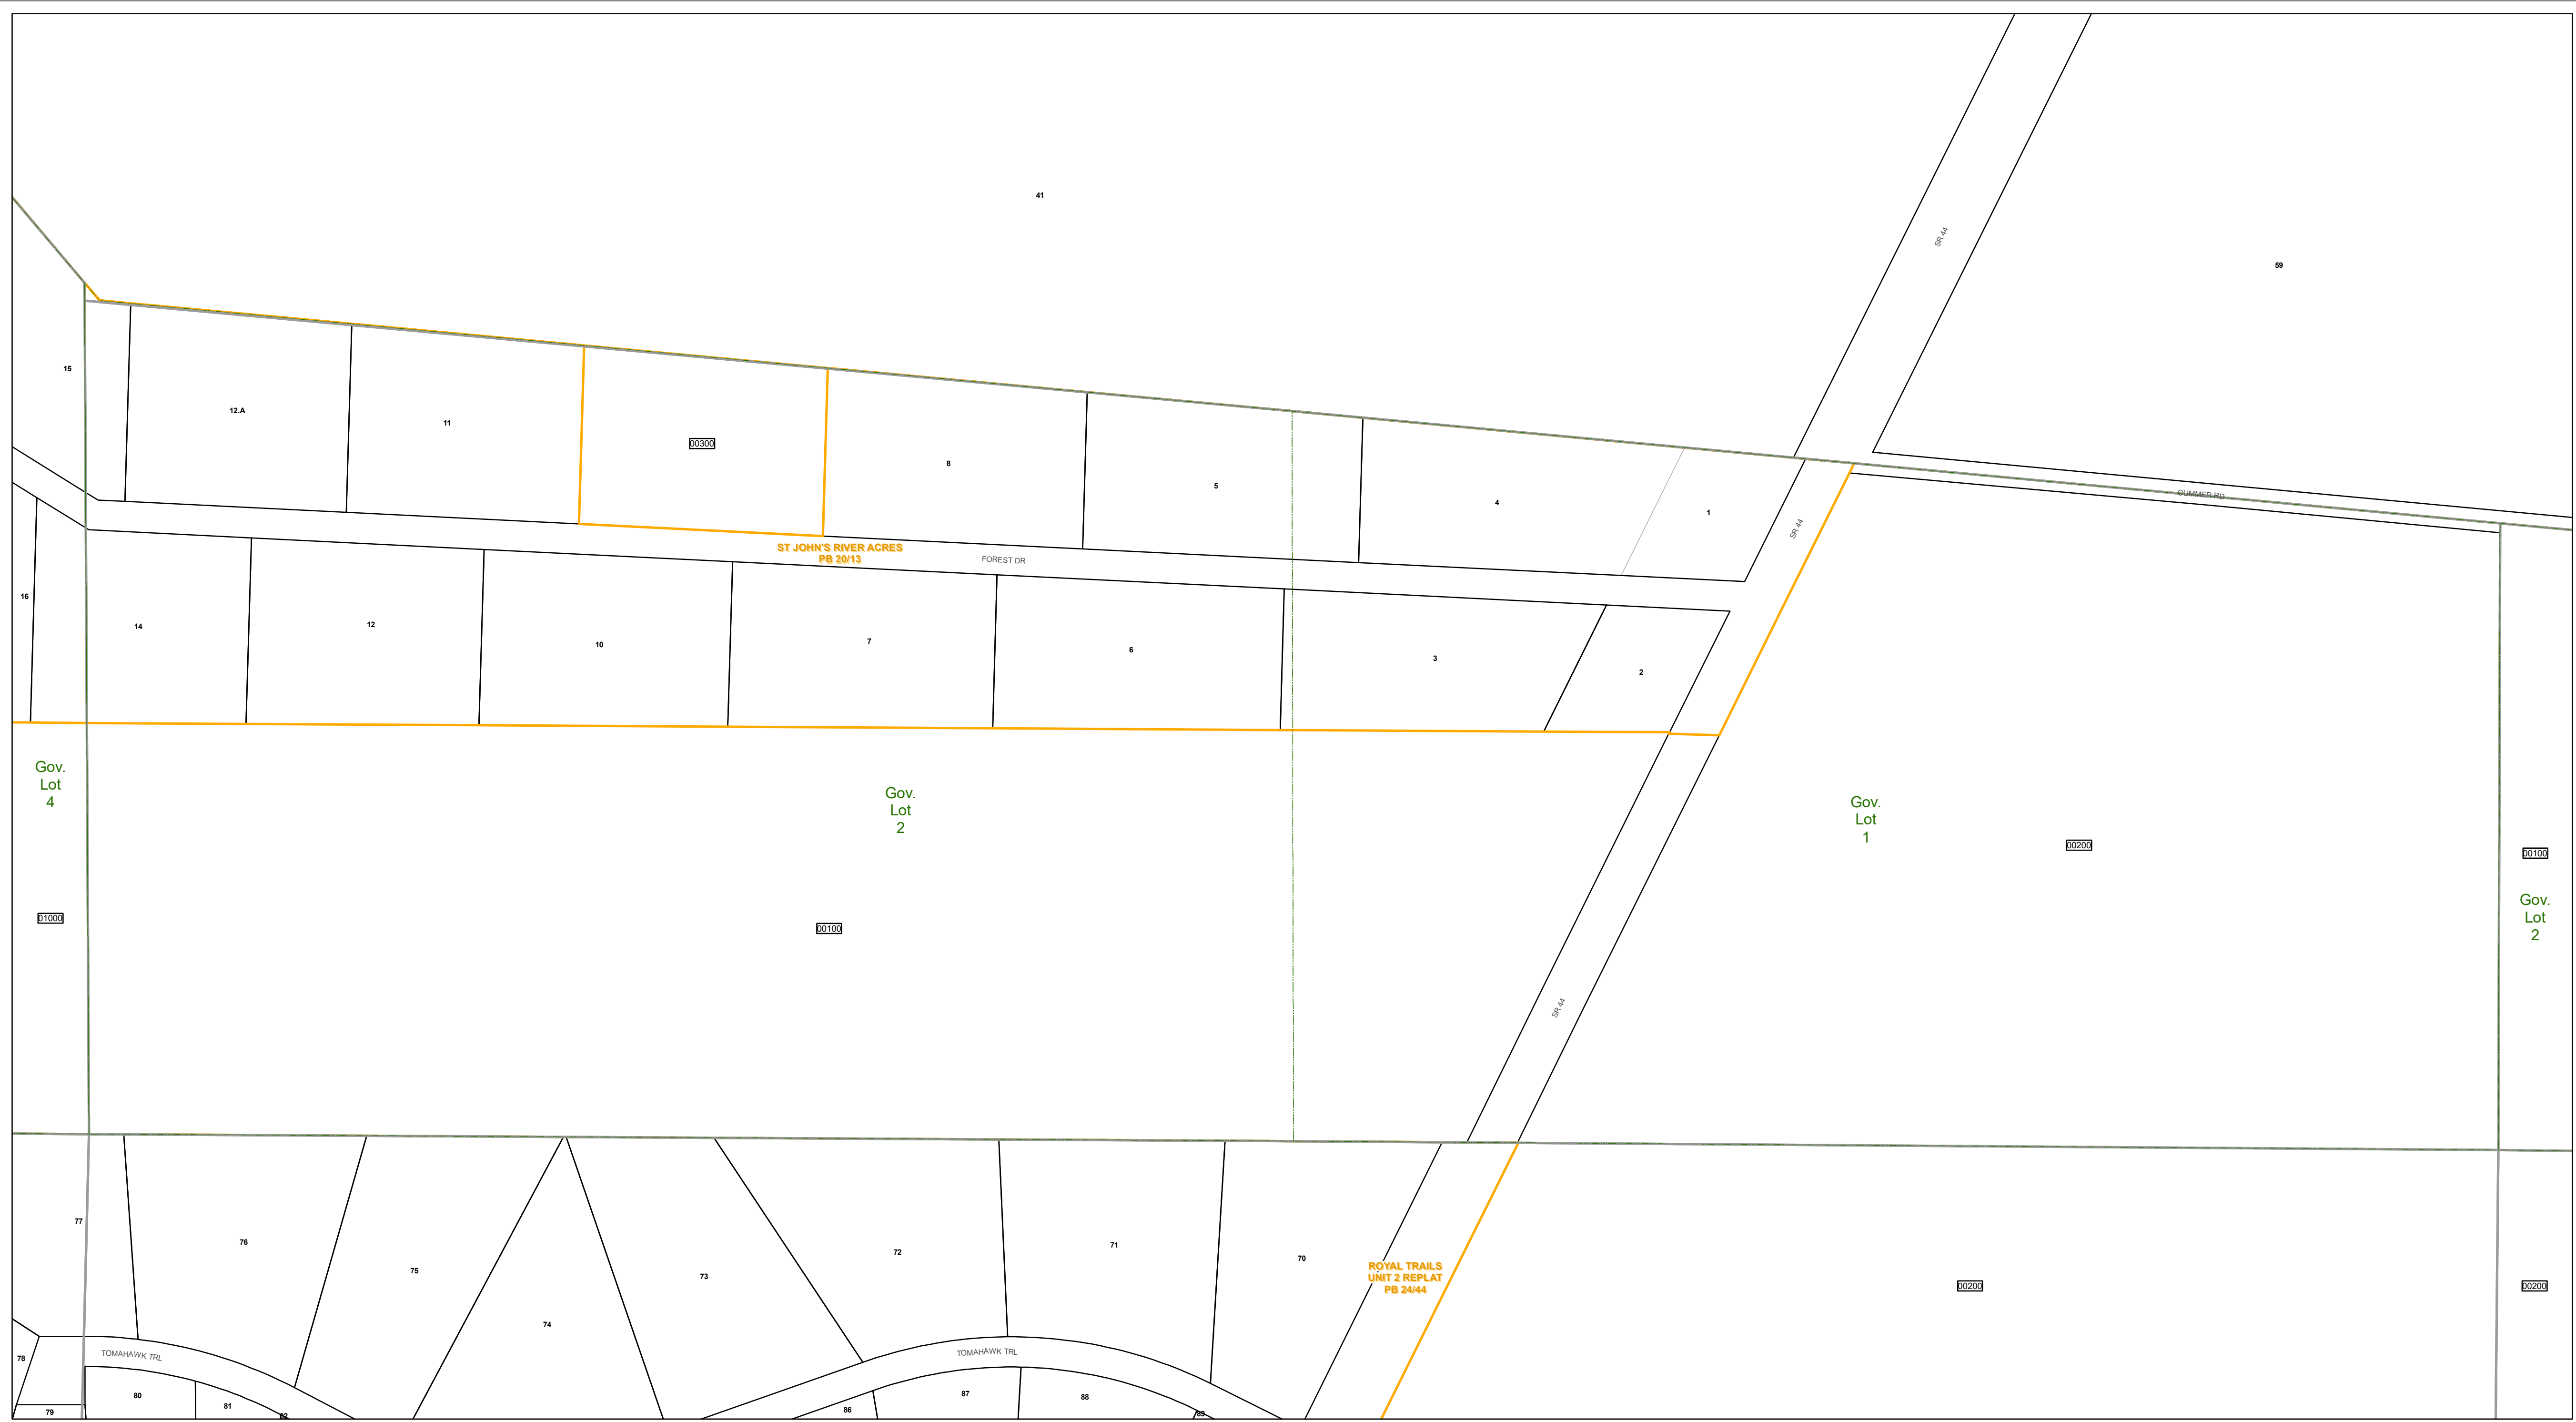 41
SR 44
59
15
12.A
11
00300
8
5
4
1
SR 44
CUMMER RD
ST JOHN'S RIVER ACRES
PB 20/13
FOREST DR
16
14
12
10
7
6
3
2
Gov.
Lot
4
Gov.
Lot
2
Gov.
Lot
1
00200
00100
01000
00100
Gov.
Lot
2
SR 44
77
76
75
74
73
72
71
70
ROYAL TRAILS
UNIT 2 REPLAT
PB 24/44
00200
00200
78
TOMAHAWK TRL
TOMAHAWK TRL
79
80
81
82
86
87
88
89